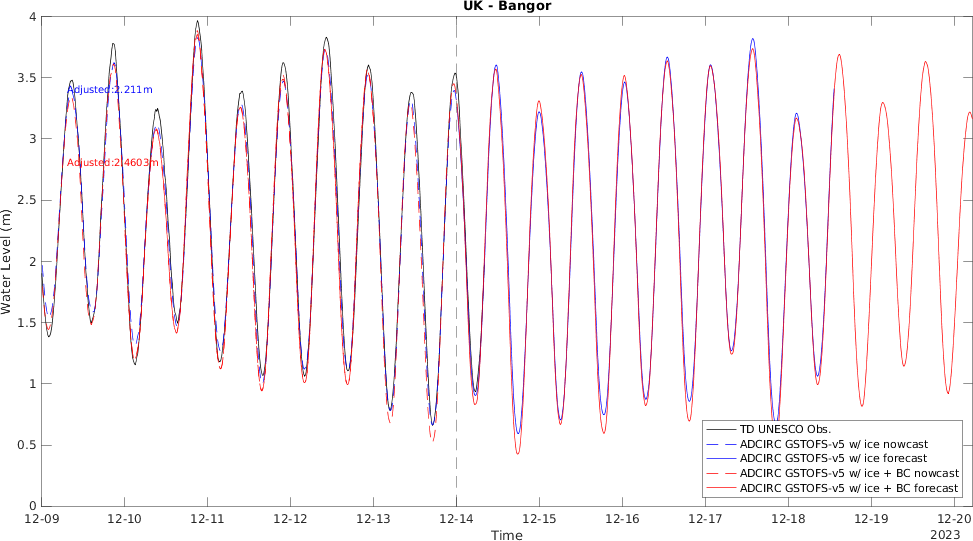 UK - Bangor
4
3.5
3
2.5
2
1.5
1
0.5
0
Water Level (m)
Adjusted:2.211m
Adjusted:2.4603m
TD UNESCO Obs.
ADCIRC GSTOFS-v5 w/ ice nowcast
ADCIRC GSTOFS-v5 w/ ice forecast
ADCIRC GSTOFS-v5 w/ ice + BC nowcast
ADCIRC GSTOFS-v5 w/ ice + BC forecast
12-09 12-10 12-11 12-12 12-13 12-14 12-15 12-16 12-17 12-18 12-19 12-20
Time
2023